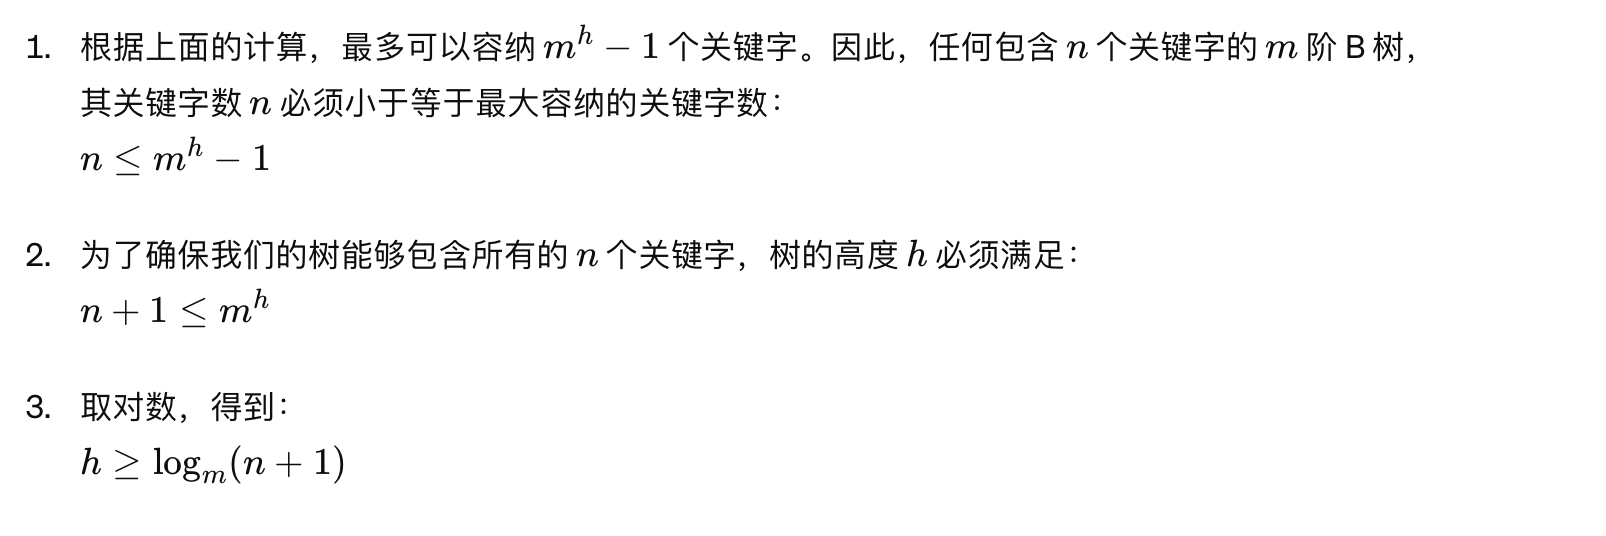 1. 根据上面的计算，最多可以容纳 m^h − 1 个关键字。因此，任何包含 n 个关键字的 m 阶 B 树，
其关键字数 n 必须小于等于最大容纳的关键字数：
n ≤ m^h − 1
2. 为了确保我们的树能够包含所有的 n 个关键字，树的高度 h 必须满足：
n + 1 ≤ m^h
3. 取对数，得到：
h ≥ log_m(n + 1)